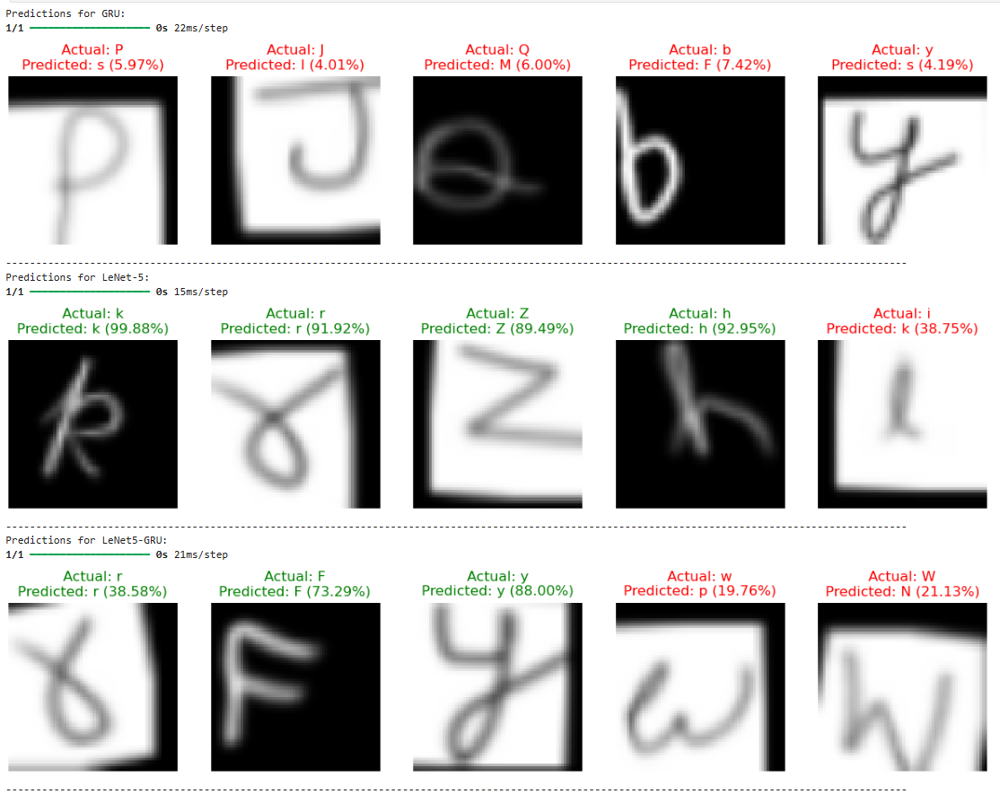 Predictions for GRU:
1/1 ━━━━━━━━━━━━━━━━━━━━ 0s 22ms/step
Actual: P Actual: J Actual: Q Actual: b Actual: y
Predicted: s (5.97%) Predicted: I (4.01%) Predicted: M (6.00%) Predicted: F (7.42%) Predicted: s (4.19%)
P J Q b y
Predictions for LeNet-5:
1/1 ━━━━━━━━━━━━━━━━━━━━ 0s 15ms/step
Actual: k Actual: r Actual: Z Actual: h Actual: i
Predicted: k (99.88%) Predicted: r (91.92%) Predicted: Z (89.49%) Predicted: h (92.95%) Predicted: k (38.75%)
k r Z h i
Predictions for LeNet5-GRU:
1/1 ━━━━━━━━━━━━━━━━━━━━ 0s 21ms/step
Actual: r Actual: F Actual: y Actual: w Actual: W
Predicted: r (38.58%) Predicted: F (73.29%) Predicted: y (88.00%) Predicted: p (19.76%) Predicted: N (21.13%)
r F y w W